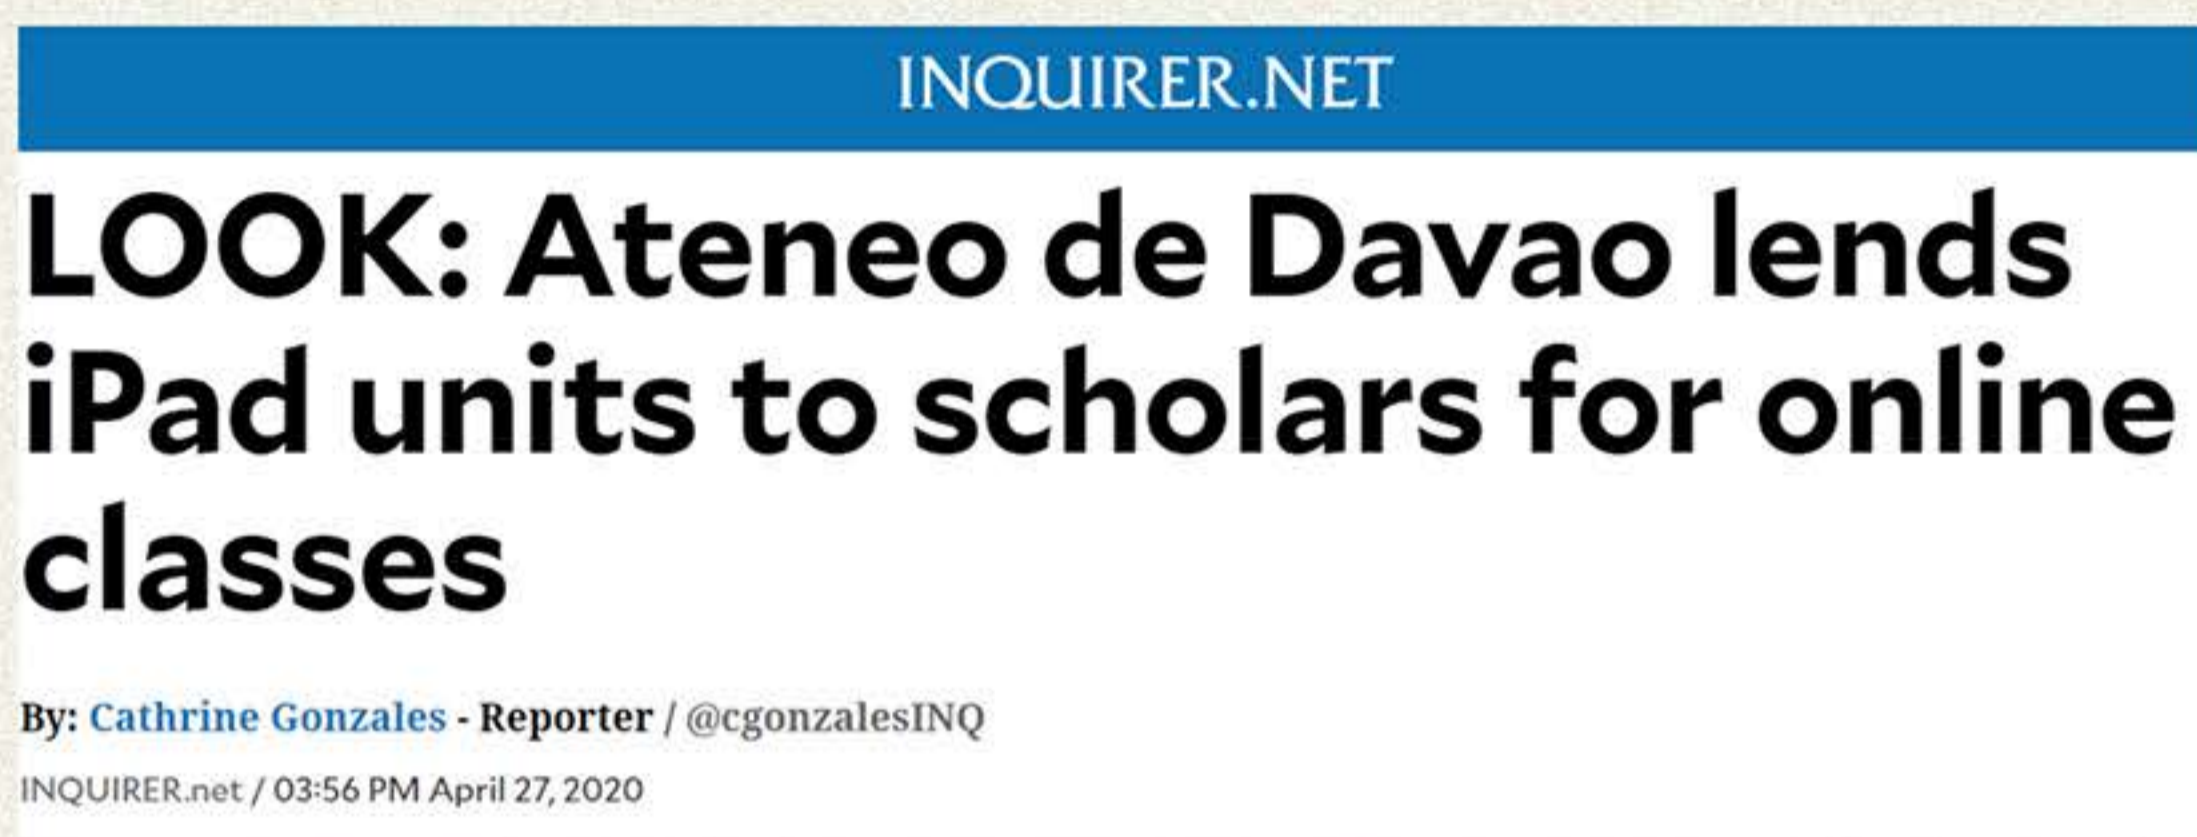 INQUIRER.NET
LOOK: Ateneo de Davao lends
iPad units to scholars for online
classes
By: Cathrine Gonzales - Reporter / @cgonzalesINQ
INQUIRER.net / 03:56 PM April 27, 2020